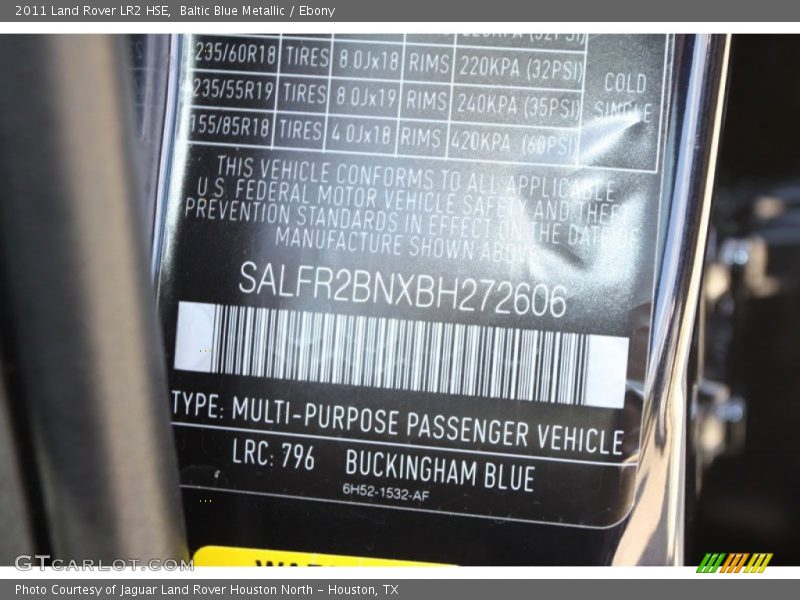 2011 Land Rover LR2 HSE, Baltic Blue Metallic / Ebony
235/60R18 TIRES 8.0Jx18 RIMS 220KPA (32PSI)
235/55R19 TIRES 8.0Jx19 RIMS 240KPA (35PSI)
155/85R18 TIRES 4.0Jx18 RIMS 420KPA (60PSI)
COLD
SINGLE
THIS VEHICLE CONFORMS TO ALL APPLICABLE
U.S. FEDERAL MOTOR VEHICLE SAFETY AND THEFT
PREVENTION STANDARDS IN EFFECT ON THE DATE OF
MANUFACTURE SHOWN ABOVE
SALFR2BNXBH272606
TYPE: MULTI-PURPOSE PASSENGER VEHICLE
LRC: 796 BUCKINGHAM BLUE
6H52-1532-AF
GTCARLOT.COM
Photo Courtesy of Jaguar Land Rover Houston North - Houston, TX